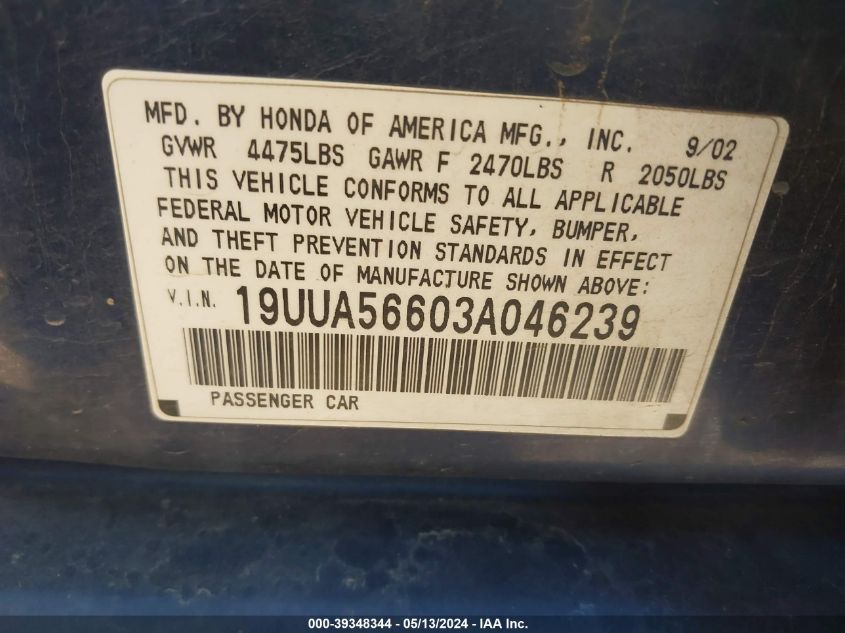 MFD. BY HONDA OF AMERICA MFG., INC. 9/02
GVWR 4475LBS GAWR F 2470LBS R 2050LBS
THIS VEHICLE CONFORMS TO ALL APPLICABLE
FEDERAL MOTOR VEHICLE SAFETY, BUMPER,
AND THEFT PREVENTION STANDARDS IN EFFECT
ON THE DATE OF MANUFACTURE SHOWN ABOVE:
V.I.N. 19UUA56603A046239
PASSENGER CAR
000-39348344 - 05/13/2024 - IAA Inc.